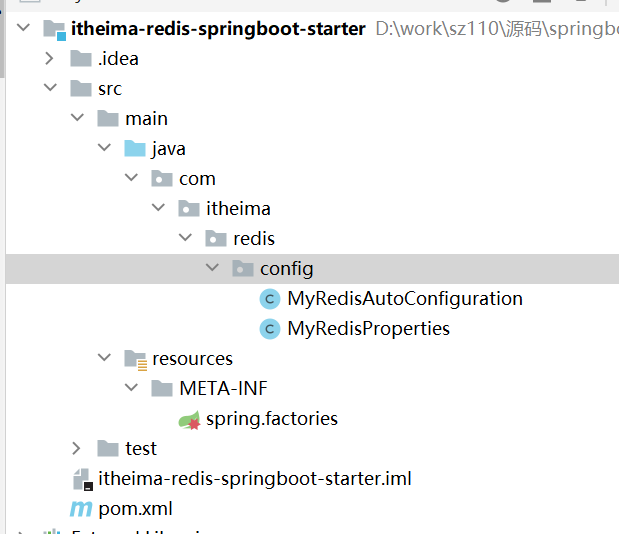 itheima-redis-springboot-starter D:\work\sz110\源码\springbo
.idea
src
main
java
com
itheima
redis
config
MyRedisAutoConfiguration
MyRedisProperties
resources
META-INF
spring.factories
test
itheima-redis-springboot-starter.iml
pom.xml